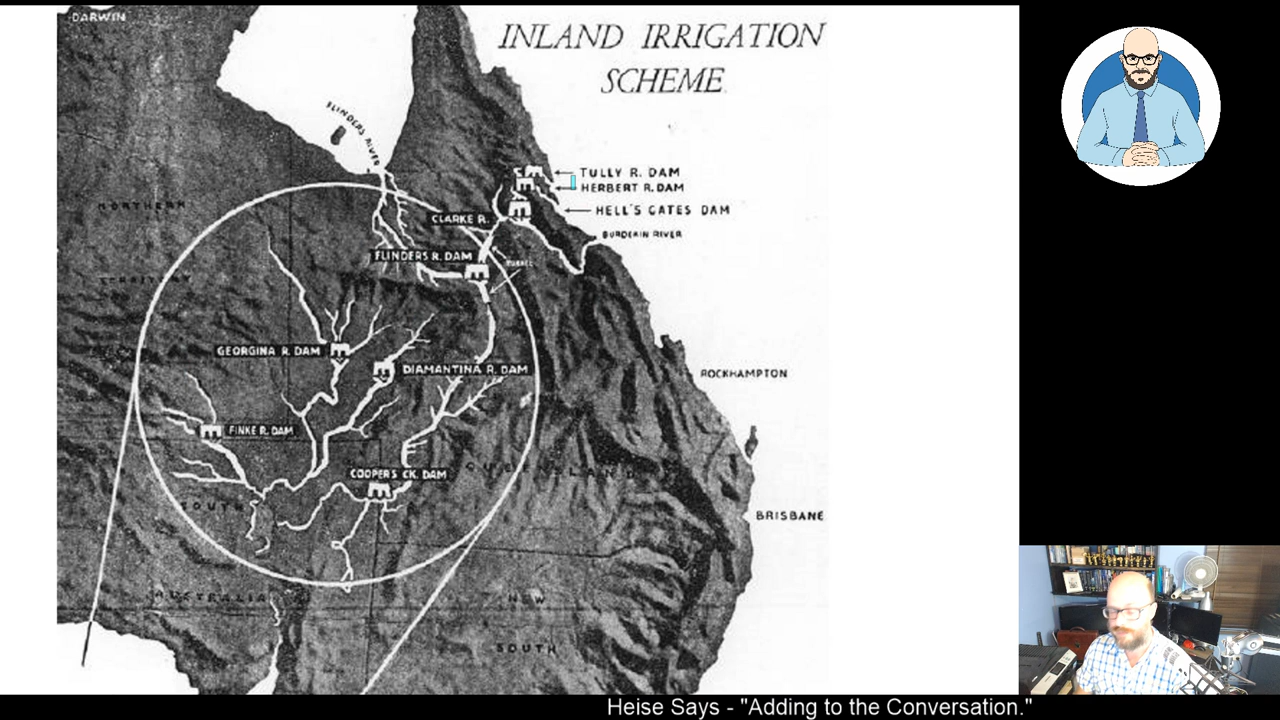 DARWIN
INLAND IRRIGATION
SCHEME
FLINDERS RIVER
TULLY R. DAM
HERBERT R. DAM
NORTHERN
CLARKE R.
HELL'S GATES DAM
BURDEKIN RIVER
FLINDERS R. DAM
TUNNEL
TERRITORY
GEORGINA R. DAM
DIAMANTINA R. DAM
ROCKHAMPTON
FINKE R. DAM
QUEENSLAND
COOPERS CK. DAM
SOUTH
BRISBANE
AUSTRALIA
NEW
SOUTH
Heise Says - "Adding to the Conversation."